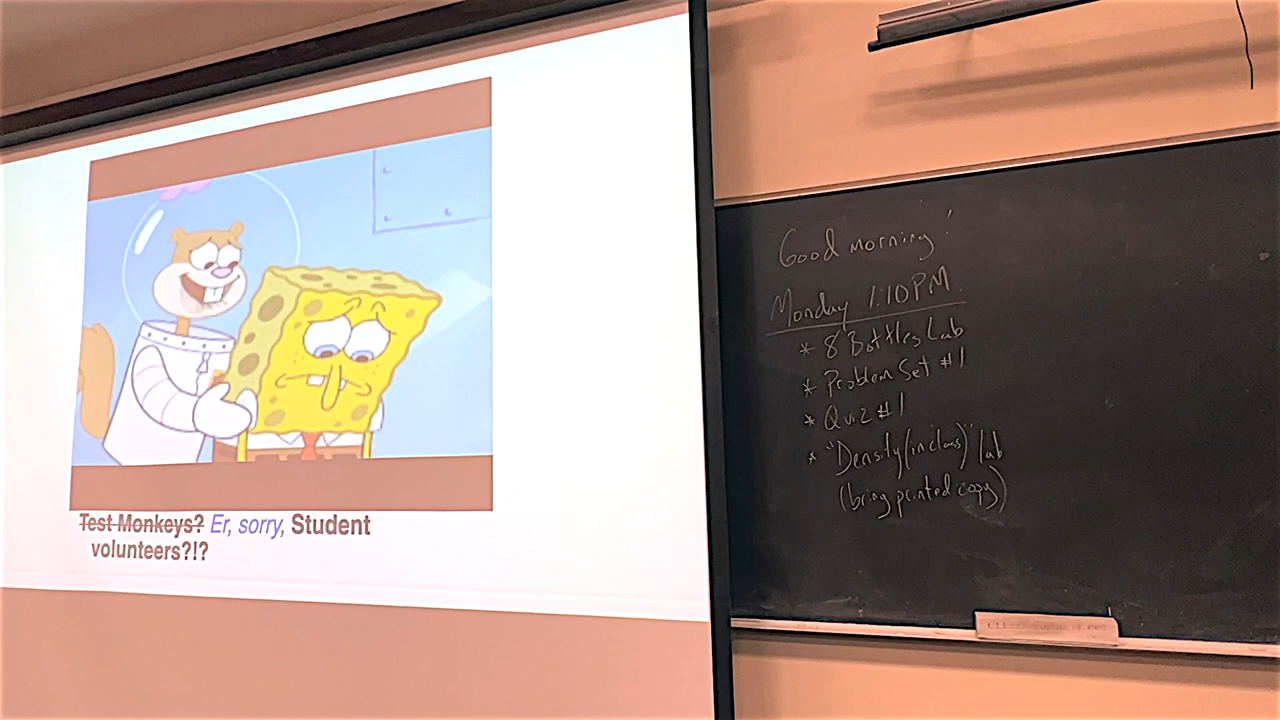 Test Monkeys? Er, sorry, Student
volunteers?!?
Good morning!
Monday 1:10PM
* 8 Bottles Lab
* Problem Set #1
* Quiz #1
* "Density (in class)" lab
(bring printed copy)